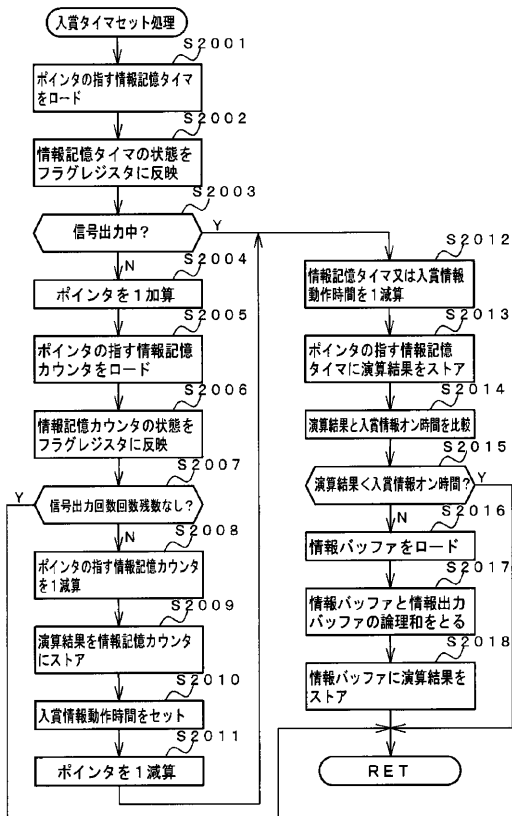 入賞タイマセット処理
S2001
ポインタの指す情報記憶タイマ
をロード
S2002
情報記憶タイマの状態を
フラグレジスタに反映
S2003
信号出力中?
Y
N
S2004
ポインタを1加算
S2005
ポインタの指す情報記憶
カウンタをロード
S2006
情報記憶カウンタの状態を
フラグレジスタに反映
S2007
Y
信号出力回数回数残数なし?
N
S2008
ポインタの指す情報記憶カウンタ
を1減算
S2009
演算結果を情報記憶カウンタ
にストア
S2010
入賞情報動作時間をセット
S2011
ポインタを1減算
S2012
情報記憶タイマ又は入賞情報
動作時間を1減算
S2013
ポインタの指す情報記憶
タイマに演算結果をストア
S2014
演算結果と入賞情報オン時間を比較
S2015
演算結果<入賞情報オン時間?
Y
N
S2016
情報バッファをロード
S2017
情報バッファと情報出力
バッファの論理和をとる
S2018
情報バッファに演算結果を
ストア
RET